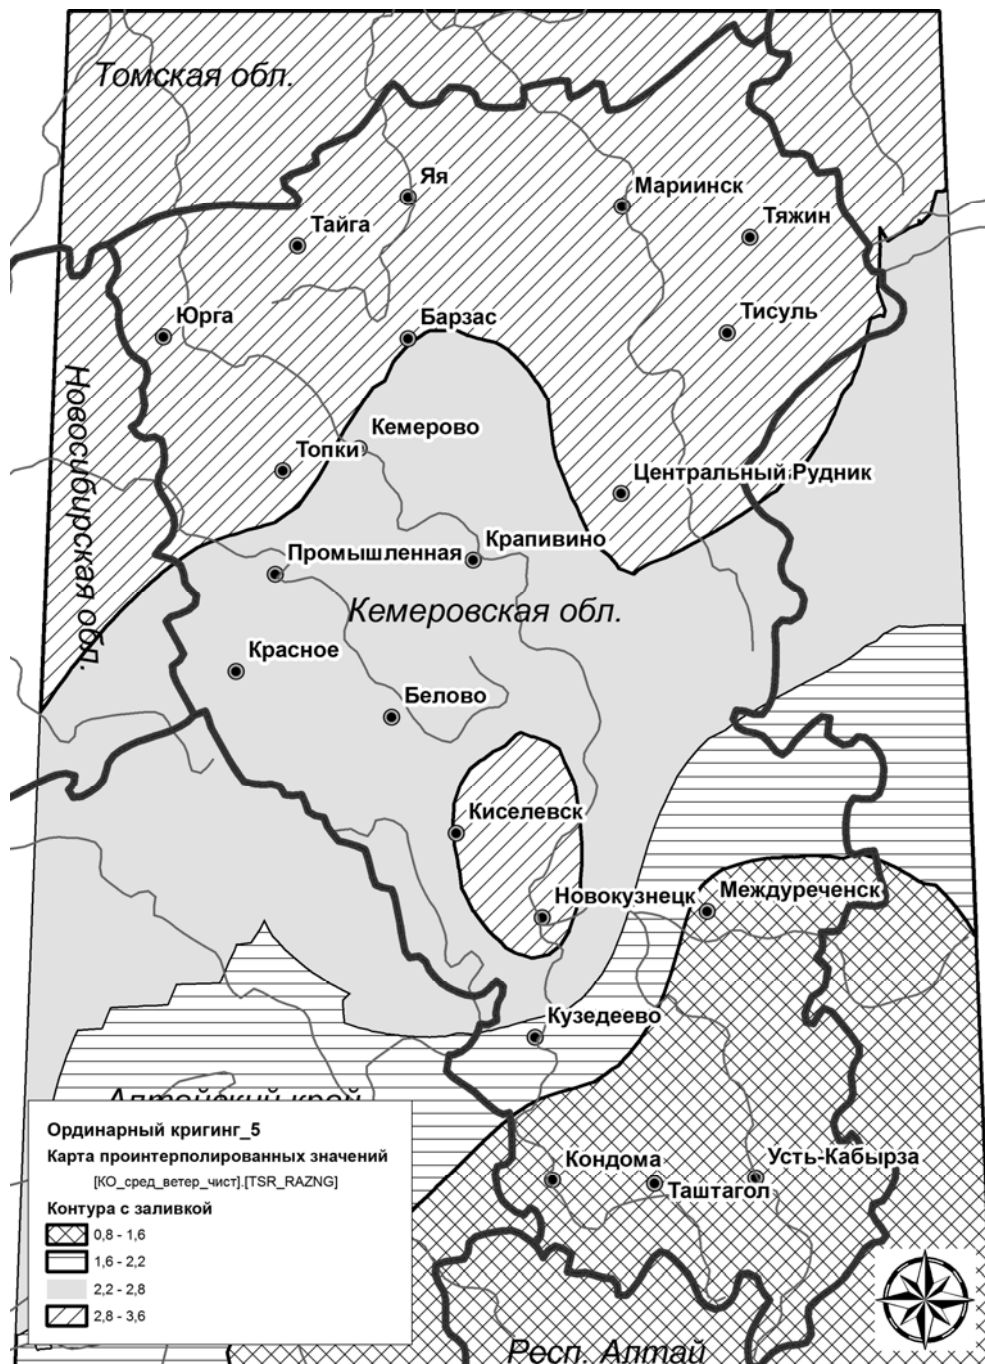 Томская обл.
Яя
Мариинск
Тяжин
Тайга
Юрга
Барзас
Тисуль
Новосибирская обл.
Кемерово
Топки
Центральный Рудник
Крапивино
Промышленная
Кемеровская обл.
Красное
Белово
Киселевск
Междуреченск
Новокузнецк
Кузедеево
Алтайский край
Ординарный кригинг_5
Карта проинтерполированных значений
[КО_сред_ветер_чист].[TSR_RAZNG]
Контура с заливкой
0,8 - 1,6
1,6 - 2,2
2,2 - 2,8
2,8 - 3,6
Кондома
Усть-Кабырза
Таштагол
Респ. Алтай